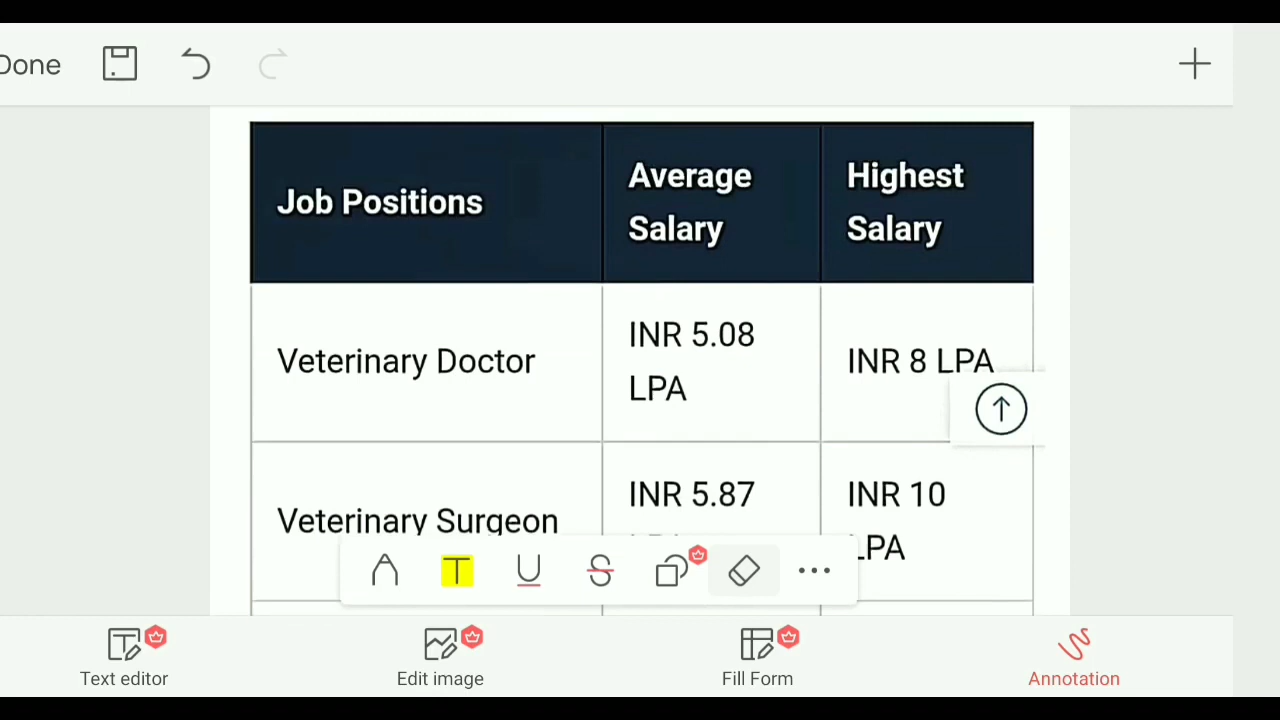 Done
Job Positions
Average
Salary
Highest
Salary
Veterinary Doctor
INR 5.08
LPA
INR 8 LPA
Veterinary Surgeon
INR 5.87
INR 10
LPA
T
U
S
Text editor
Edit image
Fill Form
Annotation